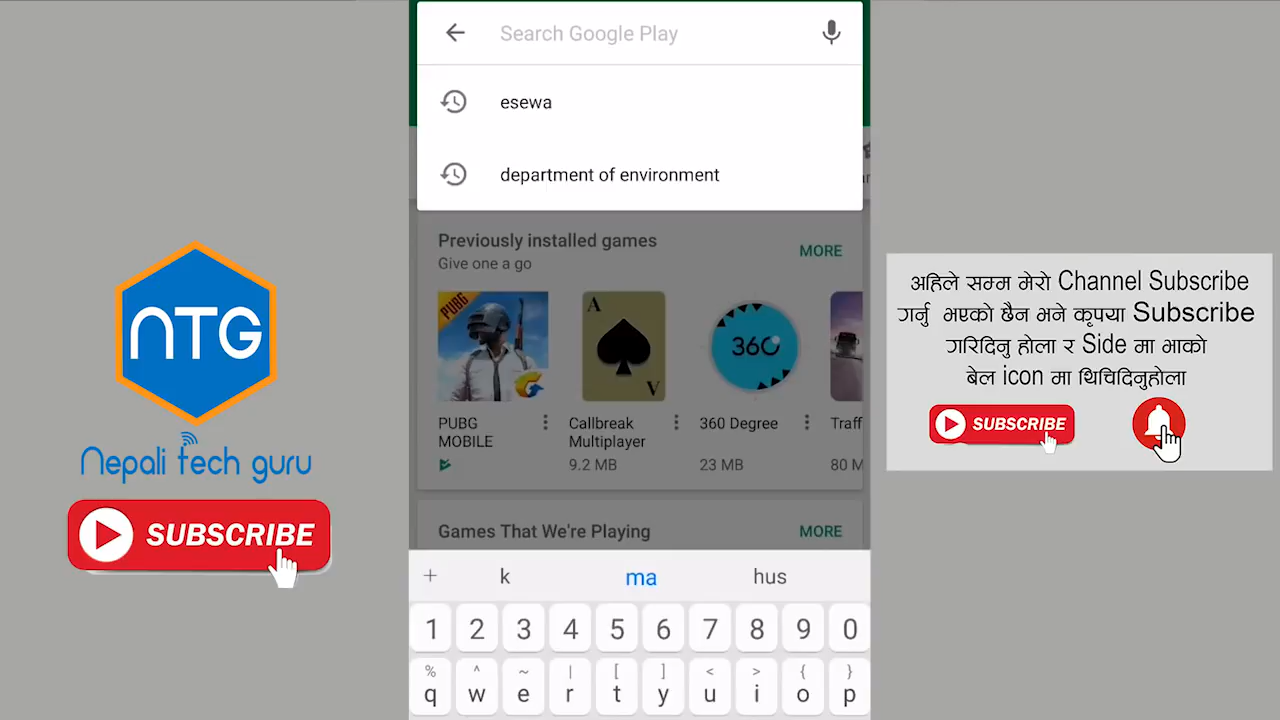 Search Google Play
esewa
department of environment
Previously installed games
MORE
Give one a go
PUBG
A
V
360
PUBG MOBILE
Callbreak Multiplayer
360 Degree
Traff
9.2 MB
23 MB
80 M
Games That We're Playing
MORE
+
k
ma
hus
1 2 3 4 5 6 7 8 9 0
% ^ ~ | [ ] < > { }
q w e r t y u i o p
NTG
Nepali Tech guru
SUBSCRIBE
अहिले सम्म मेरो Channel Subscribe
गर्नु भएको छैन भने कृपया Subscribe
गरिदिनु होला र Side मा भाको
बेल icon मा थिचिदिनुहोला
SUBSCRIBE